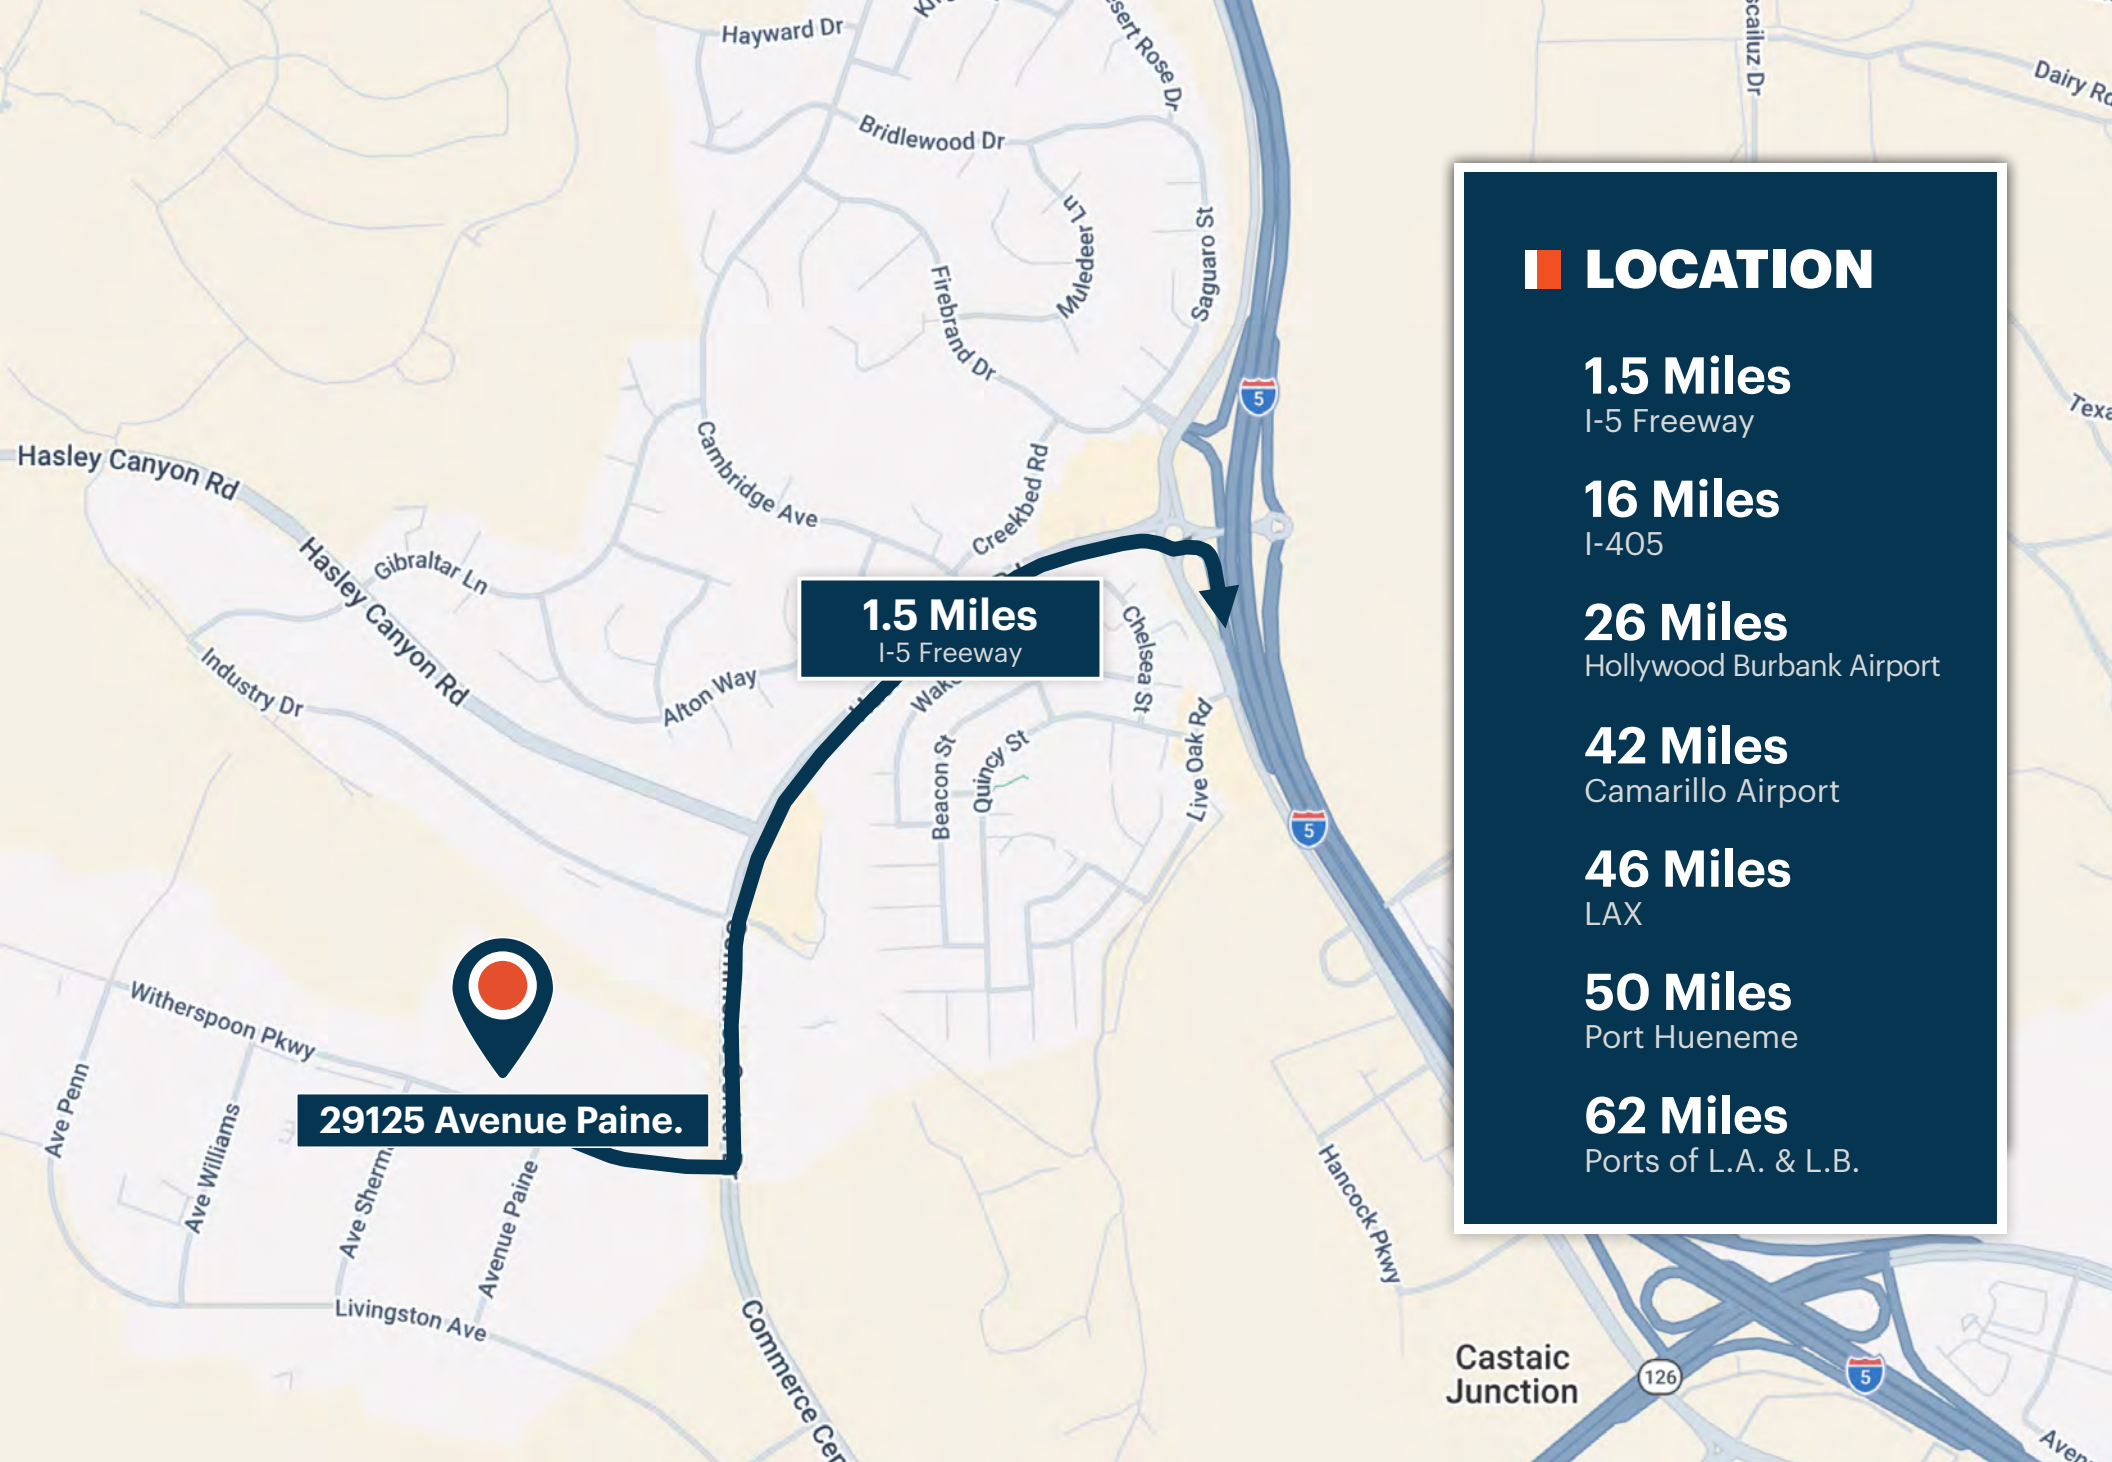 Hayward Dr
Rose Dr
Dairy
Bridlewood Dr
Muledeer Ln
Saguaro St
Firebrand Dr
5
Hasley Canyon Rd
Cambridge Ave
Creekbed Rd
Hasley Canyon Rd
Gibraltar Ln
1.5 Miles
I-5 Freeway
Chelsea St
Industry Dr
Alton Way
Live Oak Rd
Beacon St
Quincy St
5
Witherspoon Pkwy
29125 Avenue Paine.
Ave Penn
Ave Williams
Ave
Avenue Paine
Livingston Ave
Commerce
Hancock Pkwy
Castaic
Junction
126
5
LOCATION
1.5 Miles
I-5 Freeway
16 Miles
I-405
26 Miles
Hollywood Burbank Airport
42 Miles
Camarillo Airport
46 Miles
LAX
50 Miles
Port Hueneme
62 Miles
Ports of L.A. & L.B.